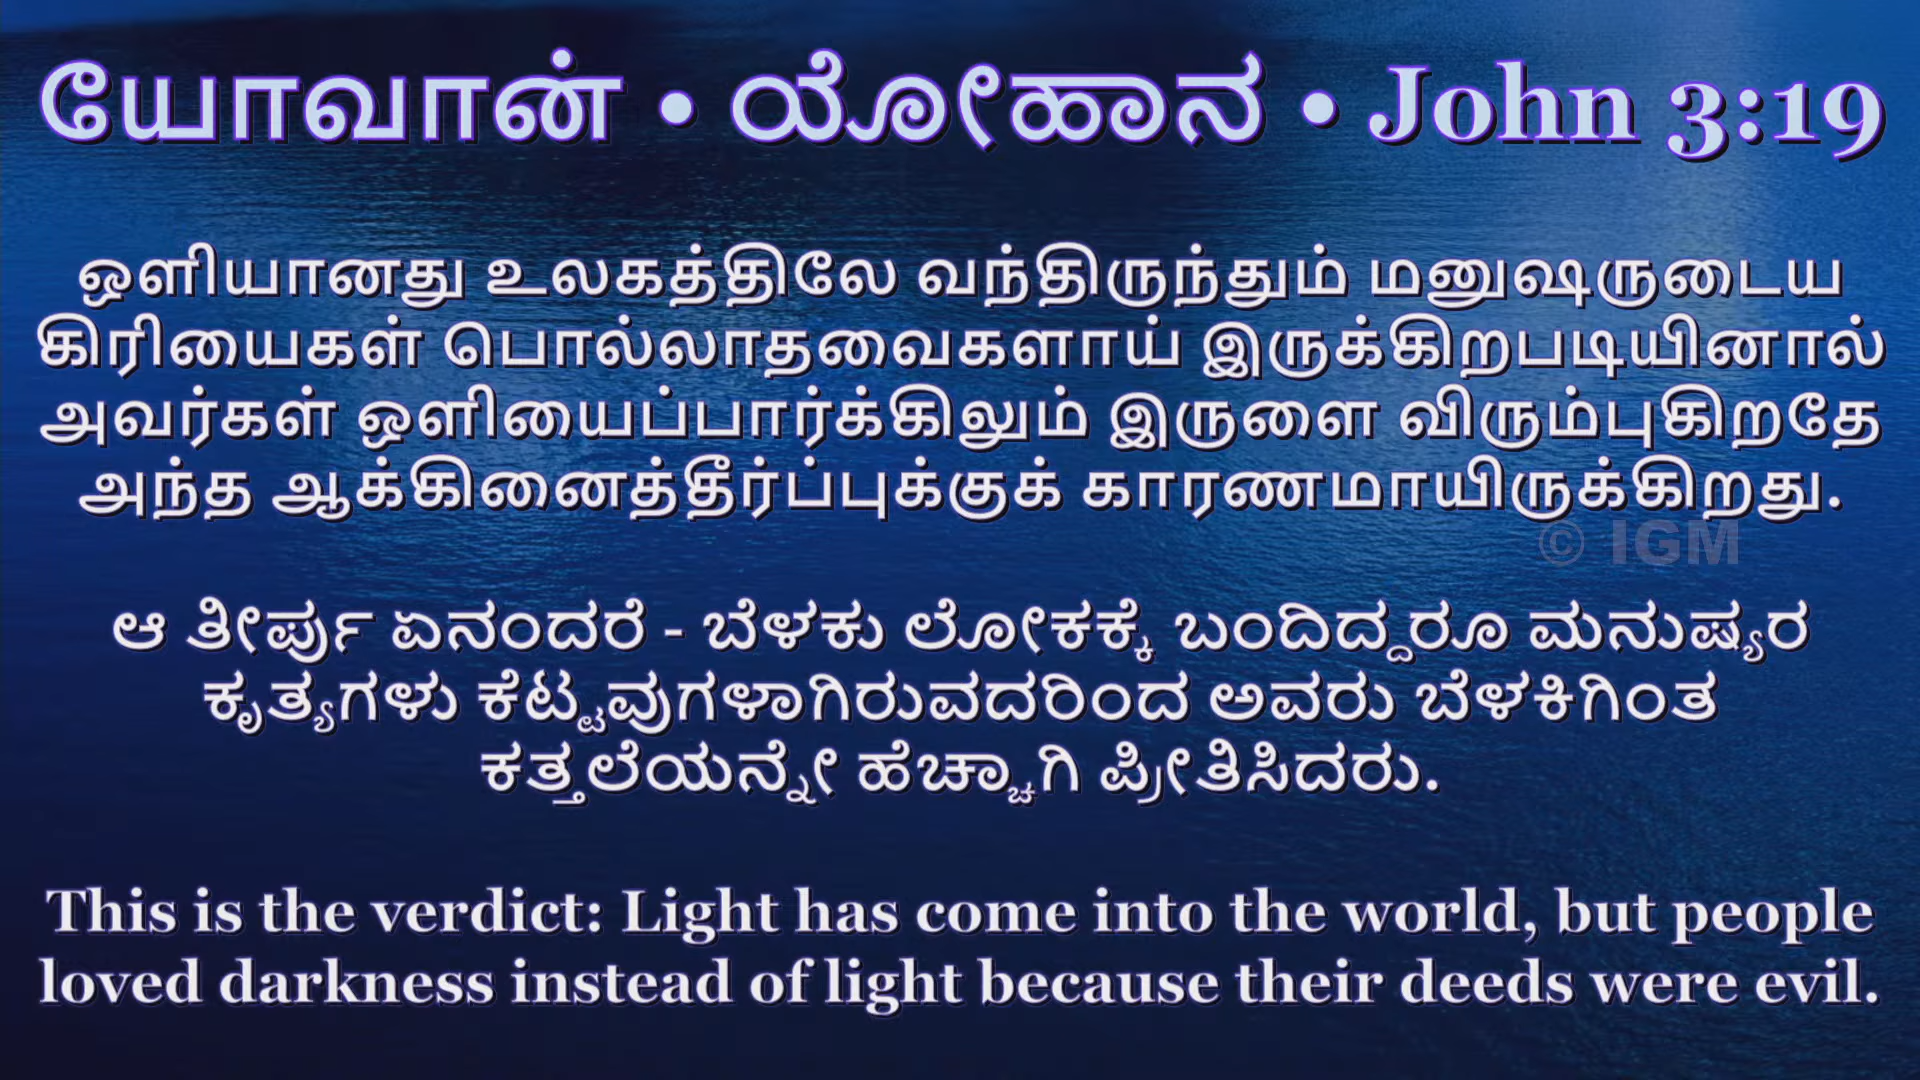 யோவான் • ಯೋಹಾನ • John 3:19
ஒளியானது உலகத்திலே வந்திருந்தும் மனுஷருடைய
கிரியைகள் பொல்லாதவைகளாய் இருக்கிறபடியினால்
அவர்கள் ஒளியைப்பார்க்கிலும் இருளை விரும்புகிறதே
அந்த ஆக்கினைத்தீர்ப்புக்குக் காரணமாயிருக்கிறது.
© IGM
ಆ ತೀರ್ಪು ಏನಂದರೆ - ಬೆಳಕು ಲೋಕಕ್ಕೆ ಬಂದಿದ್ದರೂ ಮನುಷ್ಯರ
ಕೃತ್ಯಗಳು ಕೆಟ್ಟವುಗಳಾಗಿರುವದರಿಂದ ಅವರು ಬೆಳಕಿಗಿಂತ
ಕತ್ತಲೆಯನ್ನೇ ಹೆಚ್ಚಾಗಿ ಪ್ರೀತಿಸಿದರು.
This is the verdict: Light has come into the world, but people
loved darkness instead of light because their deeds were evil.